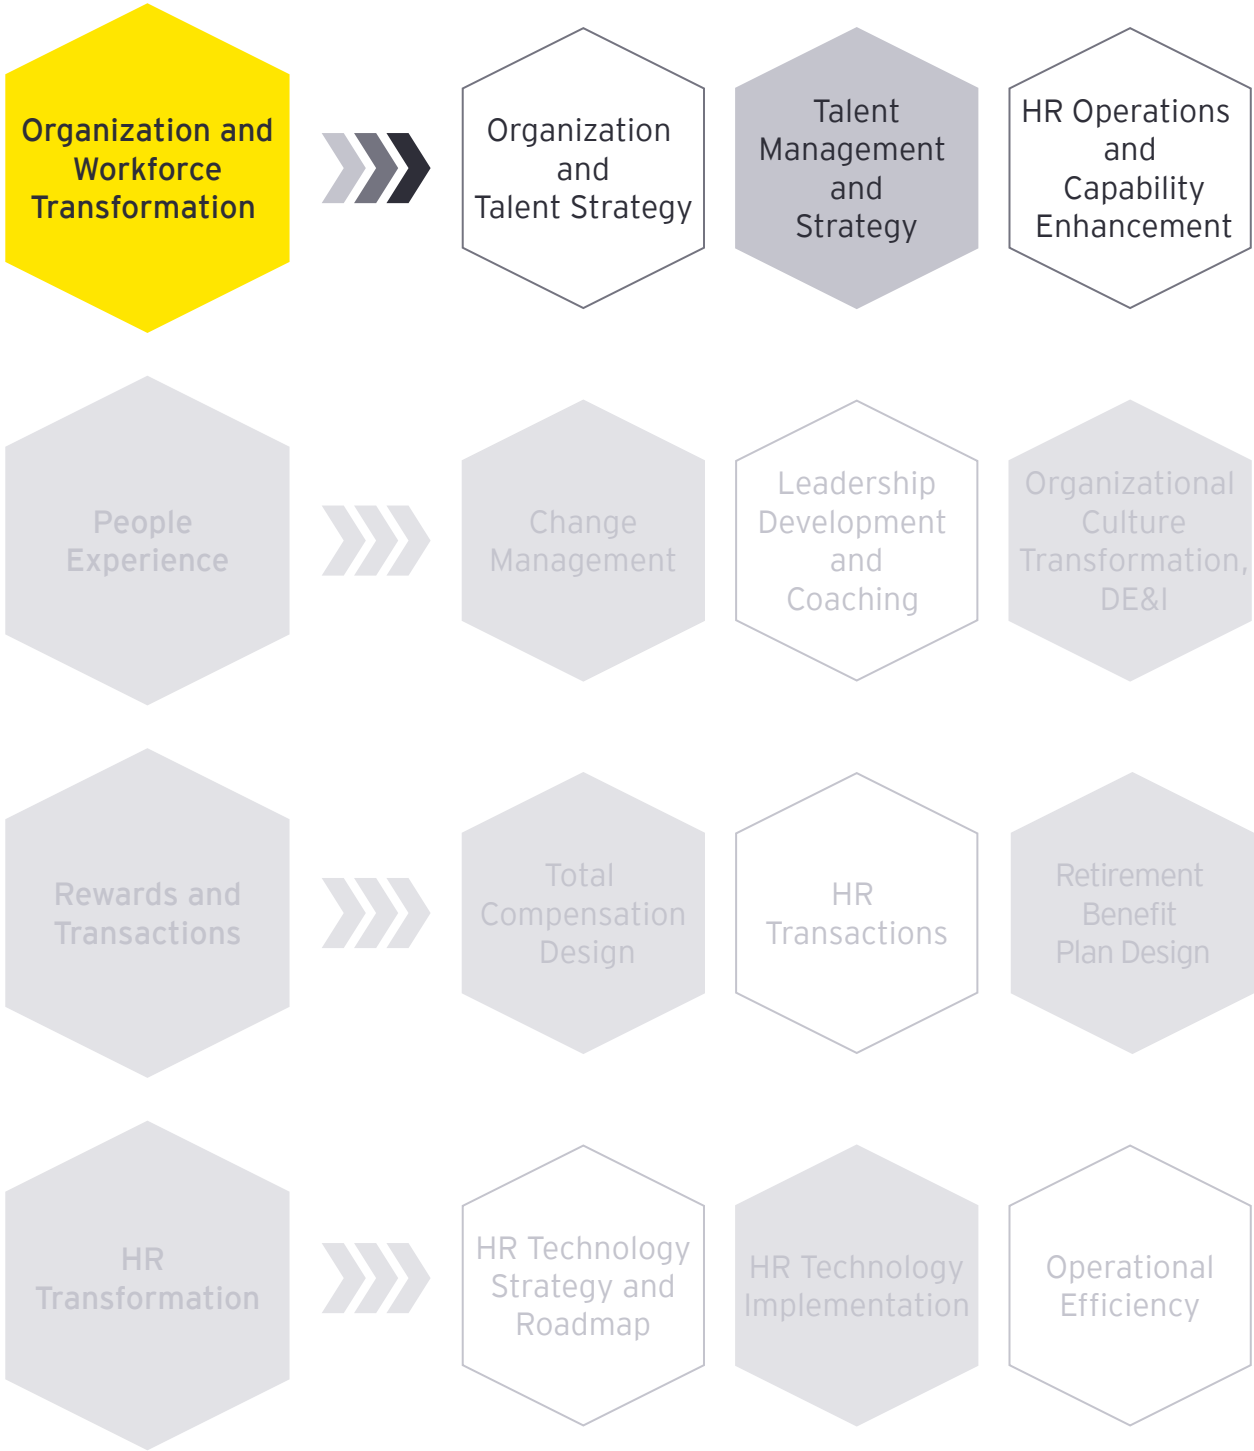 Organization and
Workforce
Transformation
Organization
and
Talent Strategy
Talent
Management
and
Strategy
HR Operations
and
Capability
Enhancement
People
Experience
Change
Management
Leadership
Development
and
Coaching
Organizational
Culture
Transformation,
DE&I
Rewards and
Transactions
Total
Compensation
Design
HR
Transactions
Retirement
Benefit
Plan Design
HR
Transformation
HR Technology
Strategy and
Roadmap
HR Technology
Implementation
Operational
Efficiency